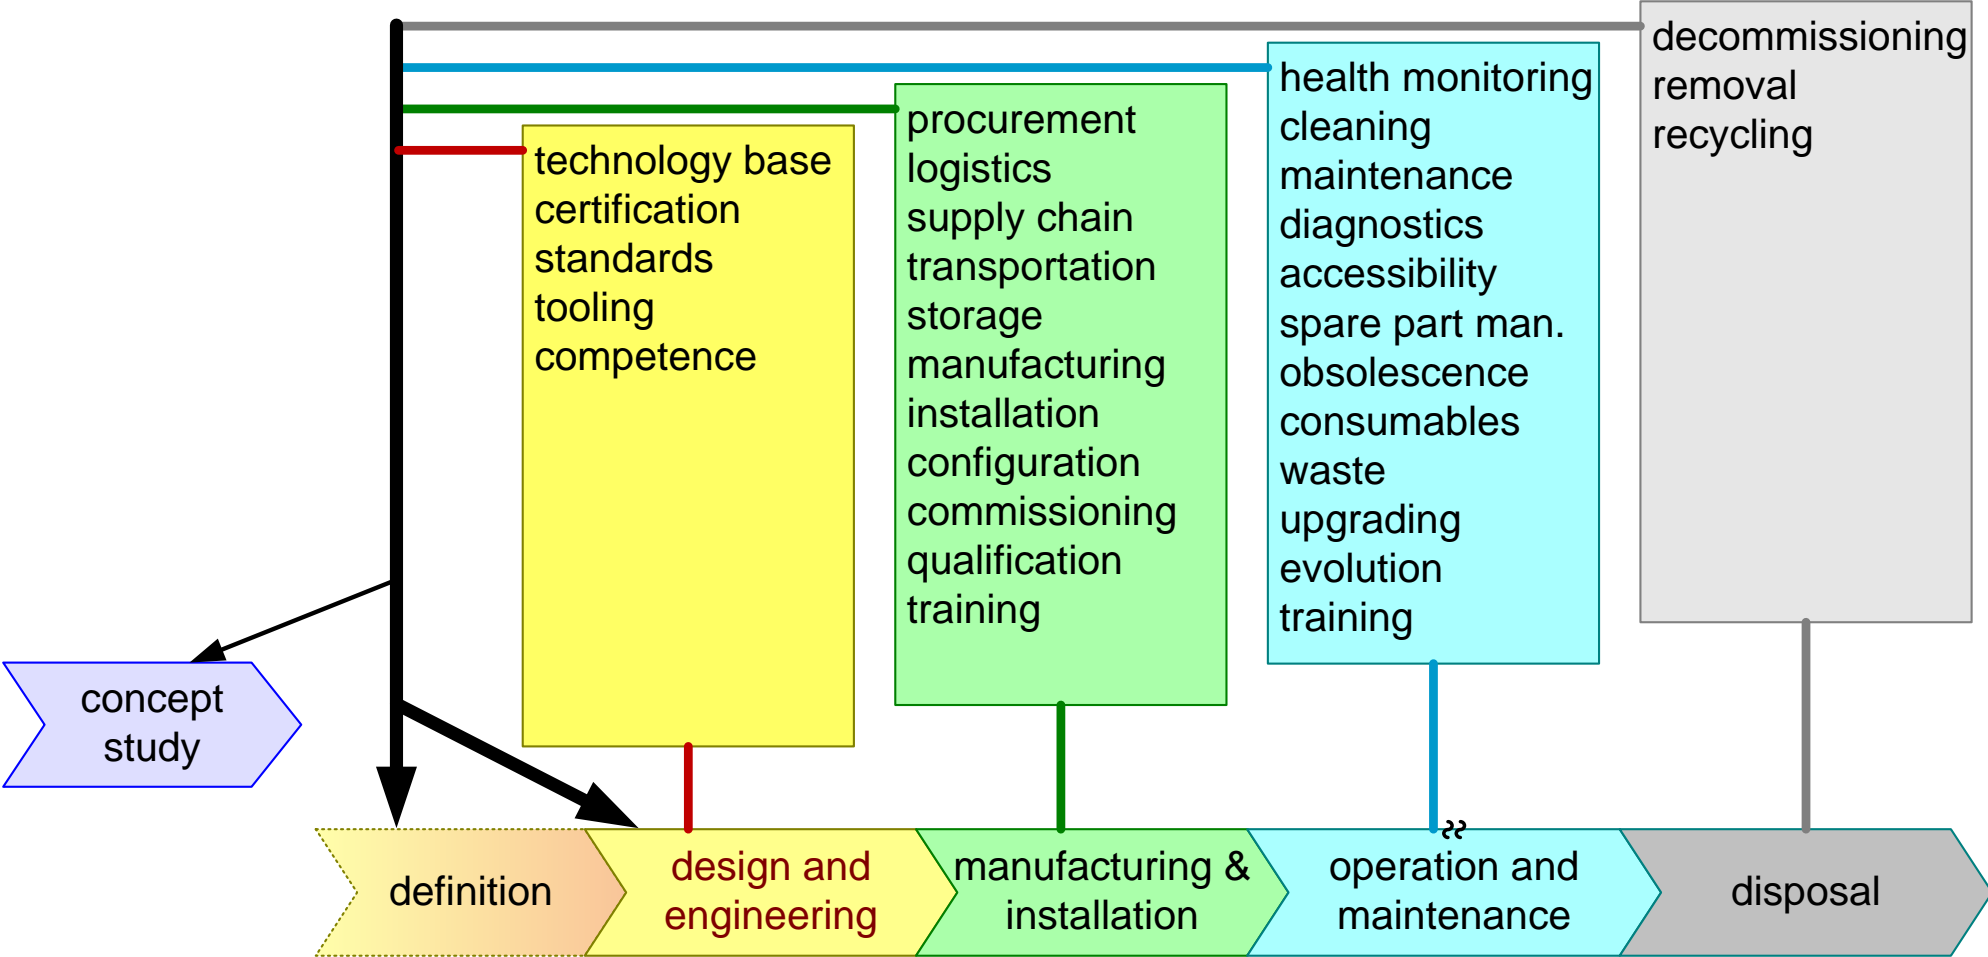 decommissioning
removal
recycling
health monitoring
cleaning
maintenance
diagnostics
accessibility
spare part man.
obsolescence
consumables
waste
upgrading
evolution
training
procurement
logistics
supply chain
transportation
storage
manufacturing
installation
configuration
commissioning
qualification
training
technology base
certification
standards
tooling
competence
concept
study
definition
design and
engineering
manufacturing &
installation
operation and
maintenance
disposal